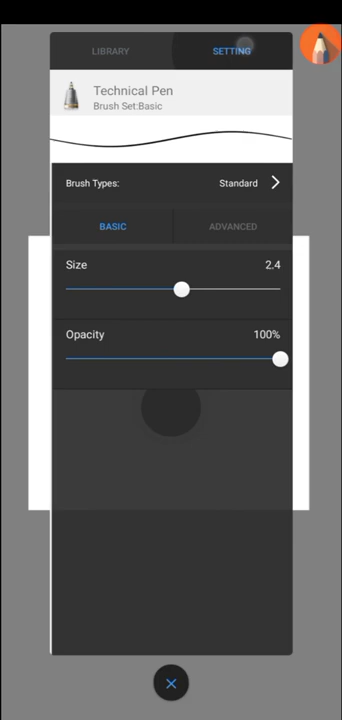 LIBRARY SETTING
Technical Pen
Brush Set:Basic
Brush Types: Standard
BASIC ADVANCED
Size 2.4
Opacity 100%